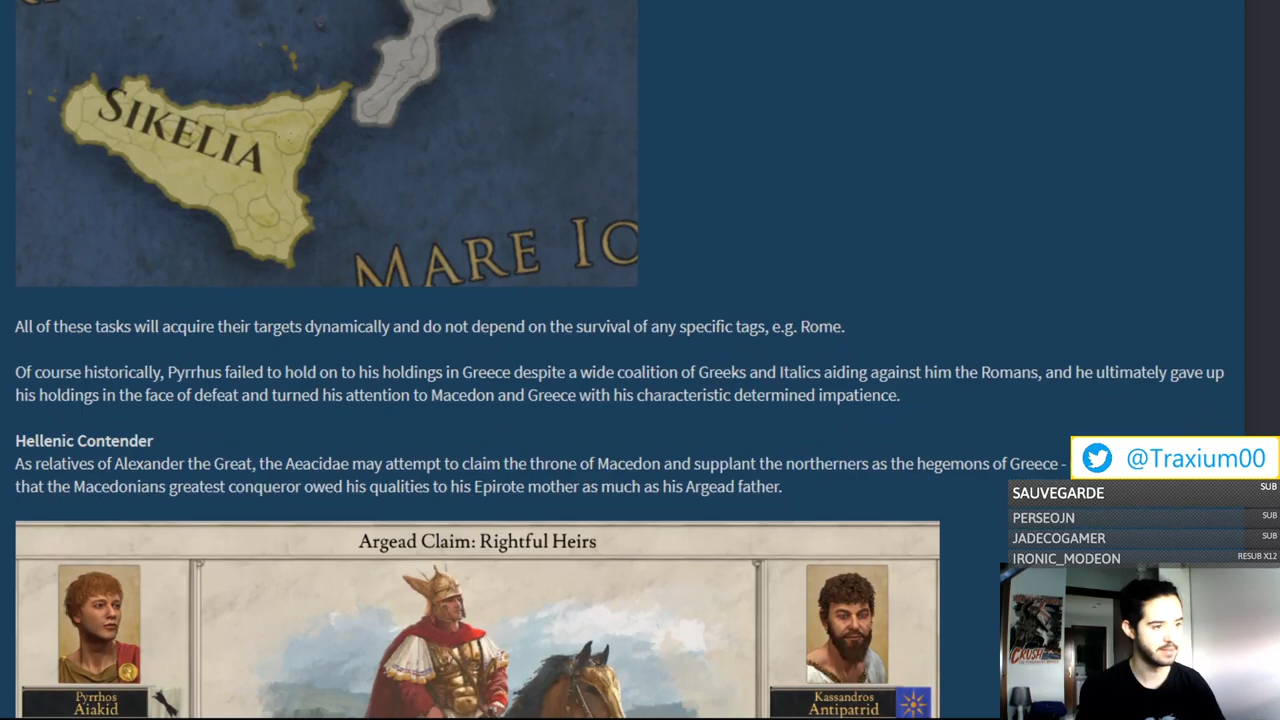 SIKELIA
MARE IO
All of these tasks will acquire their targets dynamically and do not depend on the survival of any specific tags, e.g. Rome.
Of course historically, Pyrrhus failed to hold on to his holdings in Greece despite a wide coalition of Greeks and Italics aiding against him the Romans, and he ultimately gave up
his holdings in the face of defeat and turned his attention to Macedon and Greece with his characteristic determined impatience.
Hellenic Contender
As relatives of Alexander the Great, the Aeacidae may attempt to claim the throne of Macedon and supplant the northerners as the hegemons of Greece -
that the Macedonians greatest conqueror owed his qualities to his Epirote mother as much as his Argead father.
@Traxium00
SAUVEGARDE SUB
PERSEOJN SUB
JADECOGAMER SUB
IRONIC_MODEON RESUB X12
Argead Claim: Rightful Heirs
Pyrrhos
Aiakid
Kassandros
Antipatrid
CRUSH